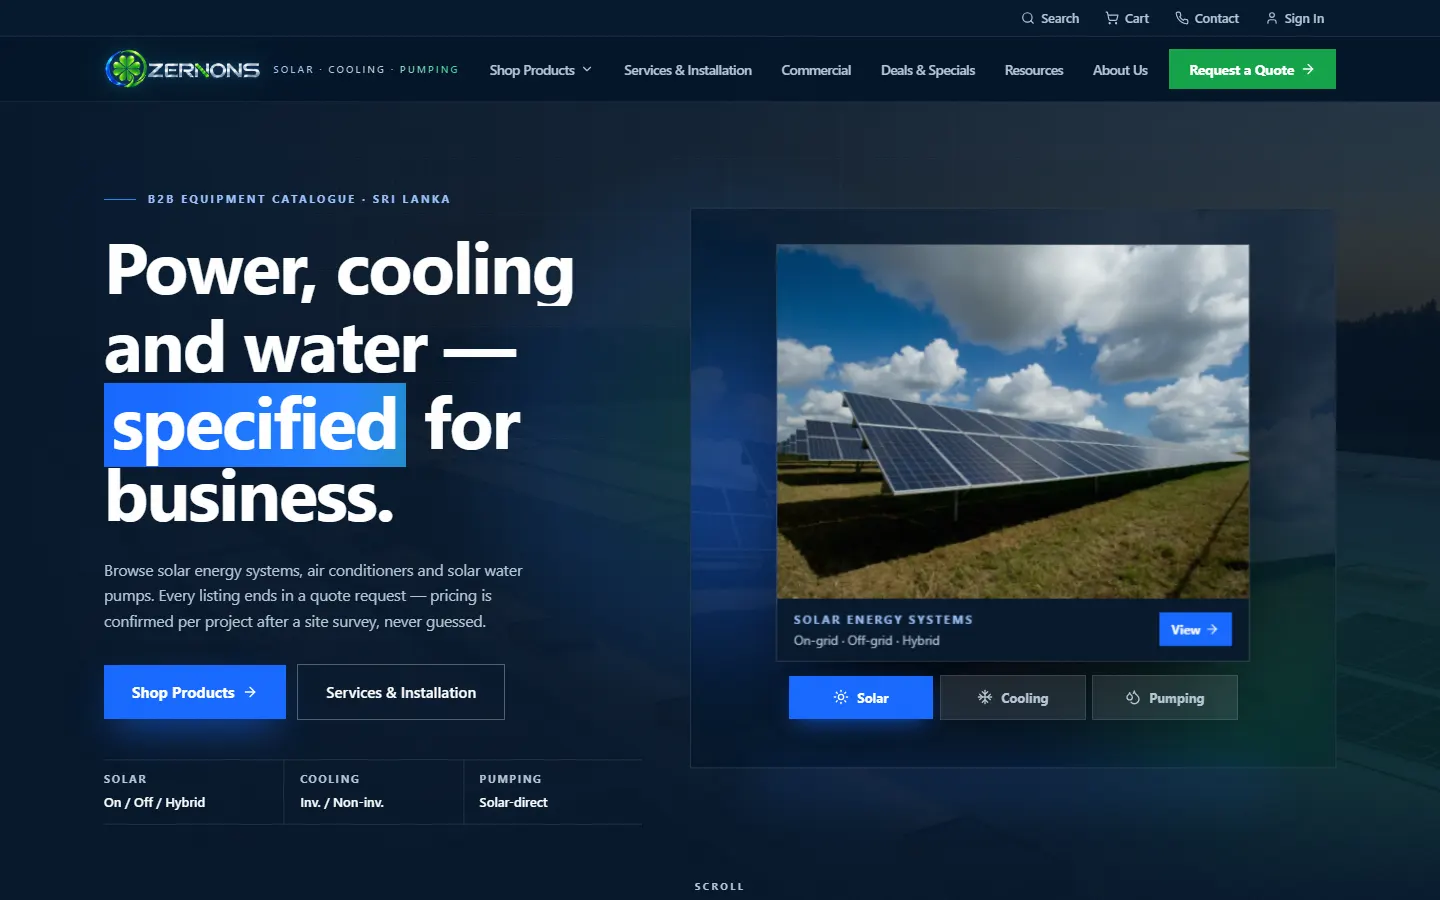 Search
Cart
Contact
Sign In
ZERNONS
SOLAR · COOLING · PUMPING
Shop Products
Services & Installation
Commercial
Deals & Specials
Resources
About Us
Request a Quote →
B2B EQUIPMENT CATALOGUE · SRI LANKA
Power, cooling
and water —
specified for
business.
Browse solar energy systems, air conditioners and solar water
pumps. Every listing ends in a quote request — pricing is
confirmed per project after a site survey, never guessed.
Shop Products →
Services & Installation
SOLAR
On / Off / Hybrid
COOLING
Inv. / Non-inv.
PUMPING
Solar-direct
SOLAR ENERGY SYSTEMS
On-grid · Off-grid · Hybrid
View →
Solar
Cooling
Pumping
SCROLL